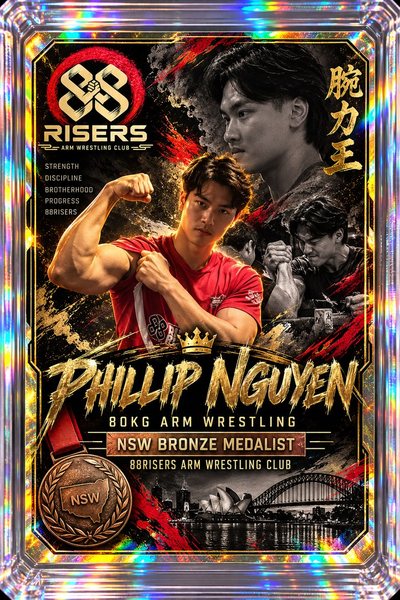 88
RISERS
ARM WRESTLING CLUB
STRENGTH
DISCIPLINE
BROTHERHOOD
PROGRESS
88RISERS
腕力王
88
PHILLIP NGUYEN
80KG ARM WRESTLING
NSW BRONZE MEDALIST
88RISERS ARM WRESTLING CLUB
NSW